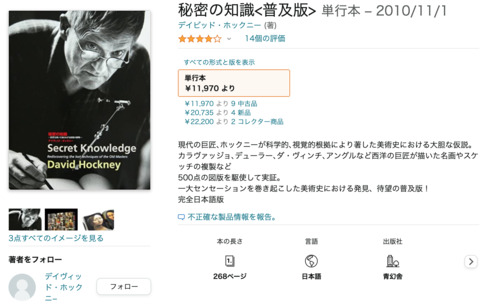 秘密の知識<普及版> 単行本 – 2010/11/1
デイビッド・ホックニー (著)
14個の評価
すべての形式と版を表示
単行本
¥11,970 より
¥11,970 より 9 中古品
¥20,735 より 4 新品
¥22,200 より 2 コレクター商品
現代の巨匠、ホックニーが科学的、視覚的根拠により著した美術史における大胆な仮説。
カラヴァッジョ、デューラー、ダ・ヴィンチ、アングルなど西洋の巨匠が描いた名画やスケ
ッチの複製など
500点の図版を駆使して実証。
一大センセーションを巻き起こした美術史における発見、待望の普及版！
完全日本語版
不正確な製品情報を報告。
本の長さ
268ページ
言語
日本語
出版社
青幻舎
Secret Knowledge
Rediscovering the lost techniques of the Old Masters
David Hockney
3点すべてのイメージを見る
著者をフォロー
デイヴィッ
ド・ホック
ニー
フォロー